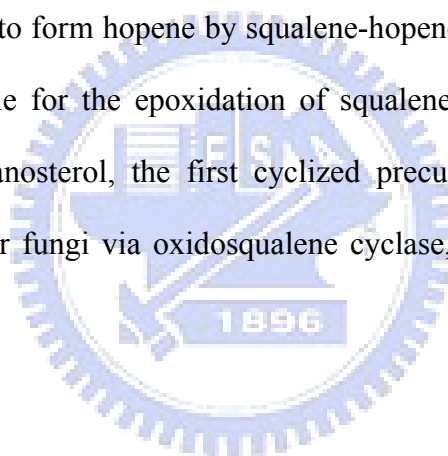 to form hopene by squalene-hopen
le for the epoxidation of squalene
anosterol, the first cyclized precu
r fungi via oxidosqualene cyclase,
E S
1896